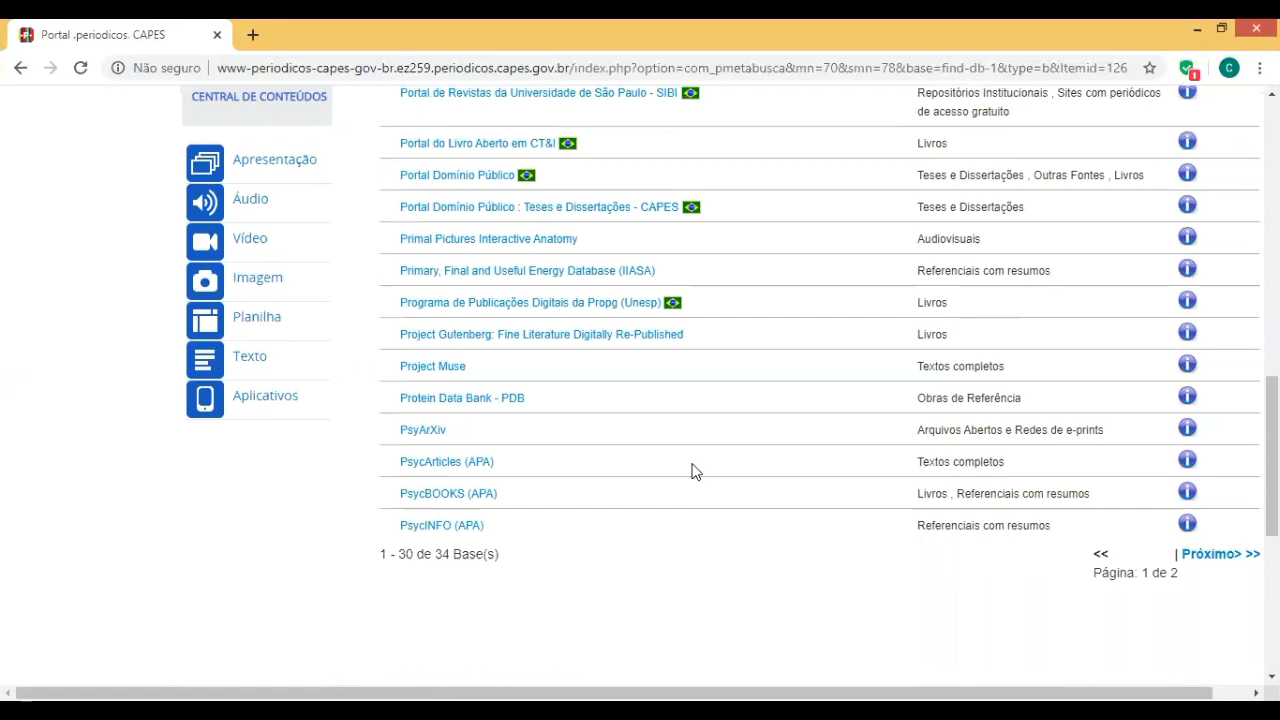 Portal .periodicos. CAPES
Não seguro
www-periodicos-capes-gov-br.ez259.periodicos.capes.gov.br/index.php?option=com_pmetabusca&mn=70&smn=78&base=find-db-1&type=b&Itemid=126
1
C
CENTRAL DE CONTEÚDOS
Apresentação
Áudio
Vídeo
Imagem
Planilha
Texto
Aplicativos
Portal de Revistas da Universidade de São Paulo - SIBI
Repositórios Institucionais , Sites com periódicos
de acesso gratuito
Portal do Livro Aberto em CT&I
Livros
Portal Domínio Público
Teses e Dissertações , Outras Fontes , Livros
Portal Domínio Público : Teses e Dissertações - CAPES
Teses e Dissertações
Primal Pictures Interactive Anatomy
Audiovisuais
Primary, Final and Useful Energy Database (IIASA)
Referenciais com resumos
Programa de Publicações Digitais da Propg (Unesp)
Livros
Project Gutenberg: Fine Literature Digitally Re-Published
Livros
Project Muse
Textos completos
Protein Data Bank - PDB
Obras de Referência
PsyArXiv
Arquivos Abertos e Redes de e-prints
PsycArticles (APA)
Textos completos
PsycBOOKS (APA)
Livros , Referenciais com resumos
PsycINFO (APA)
Referenciais com resumos
1 - 30 de 34 Base(s)
<< | Próximo> >>
Página: 1 de 2